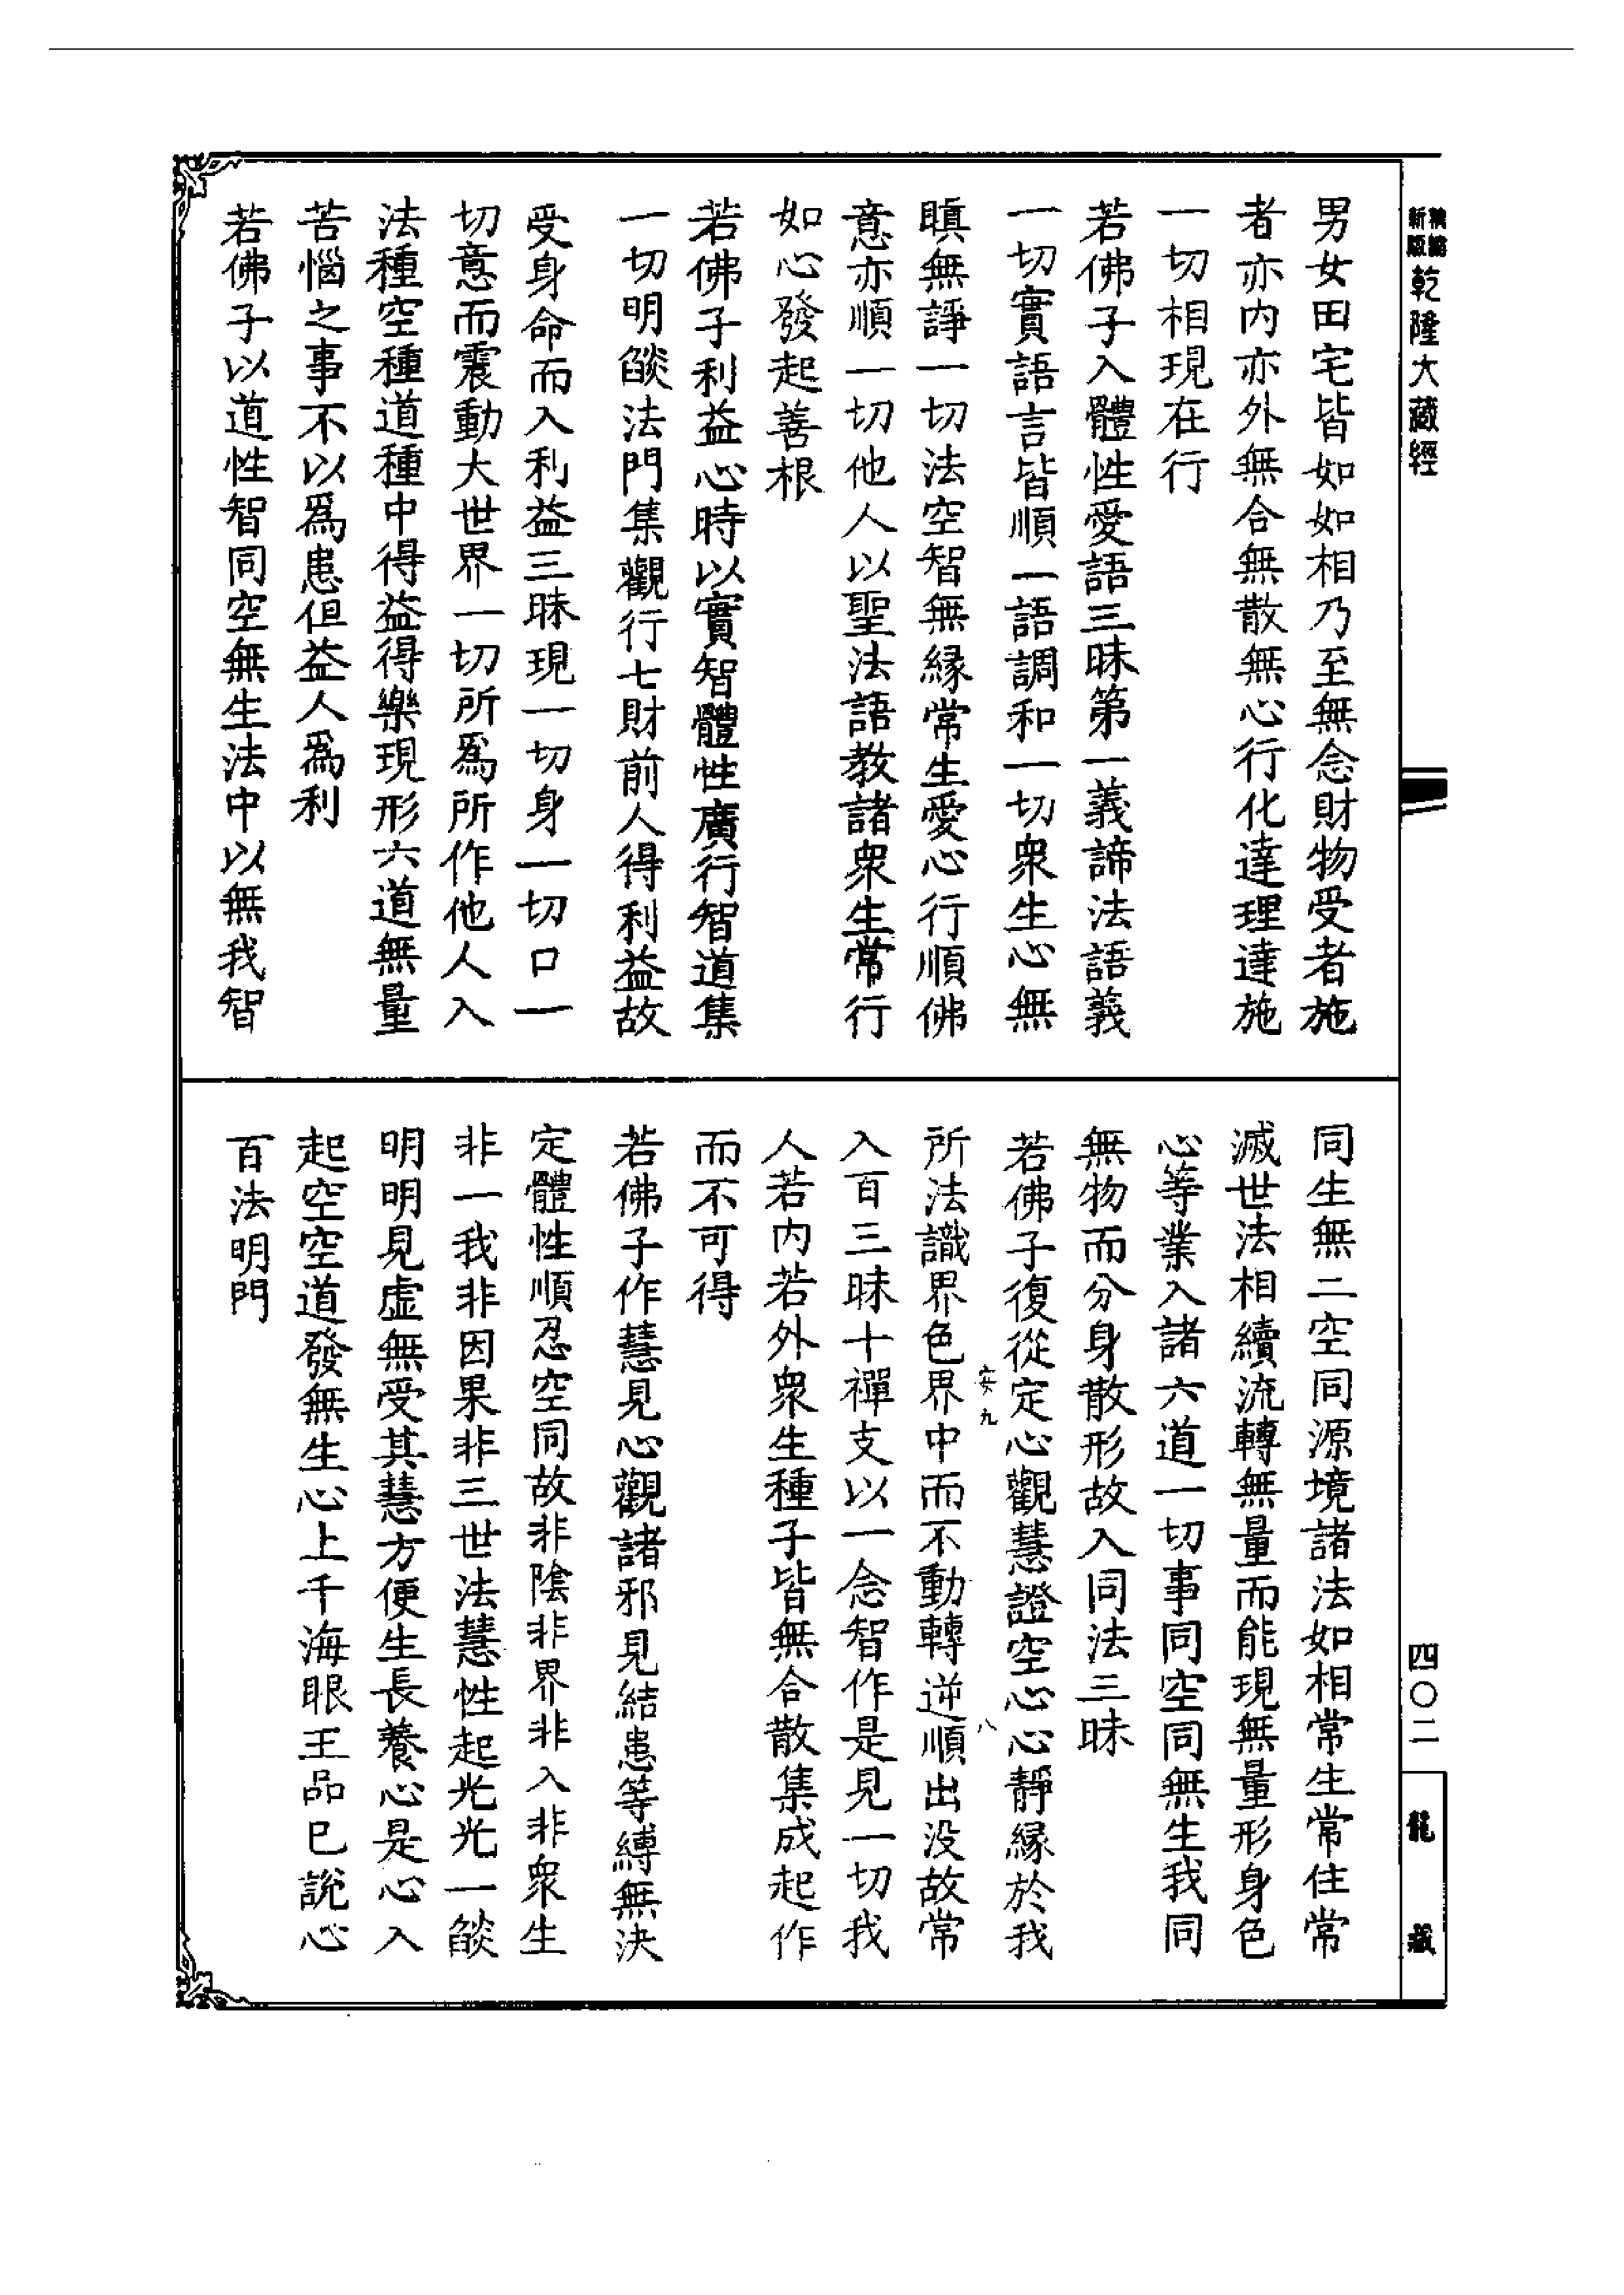 新編
新版
乾隆大藏經
四〇二
龍藏
男女田宅皆如如相乃至無念財物受者施
者亦内亦外無合無散無心行化達理達施
一切相現在行
若佛子入體性愛語三昧第一義諦法語義
一切實語言皆順一語調和一切衆生心無
瞋無諍一切法空智無縁常生愛心行順佛
意亦順一切他人以聖法語教諸衆生常行
如心發起善根
若佛子利益心時以實智體性廣行智道集
一切明燄法門集觀行七財前人得利益故
受身命而入利益三昧現一切身一切口一
切意而震動大世界一切所爲所作他人入
法種空種道種中得益得樂現形六道無量
苦惱之事不以爲患但益人爲利
若佛子以道性智同空無生法中以無我智
同生無二空同源境諸法如相常生常住常
滅世法相續流轉無量而能現無量形身色
心等業入諸六道一切事同空同無生我同
無物而分身散形故入同法三昧
若佛子復從定心觀慧證空心心靜縁於我
安九
八
所法識界色界中而不動轉逆順出没故常
入百三昧十禪支以一念智作是見一切我
人若内若外衆生種子皆無合散集成起作
而不可得
若佛子作慧見心觀諸邪見結患等縛無決
定體性順忍空同故非陰非界非入非衆生
非一我非因果非三世法慧性起光光一燄
明明見虚無受其慧方便生長養心是心入
起空空道發無生心上千海眼王品已說心
百法明門